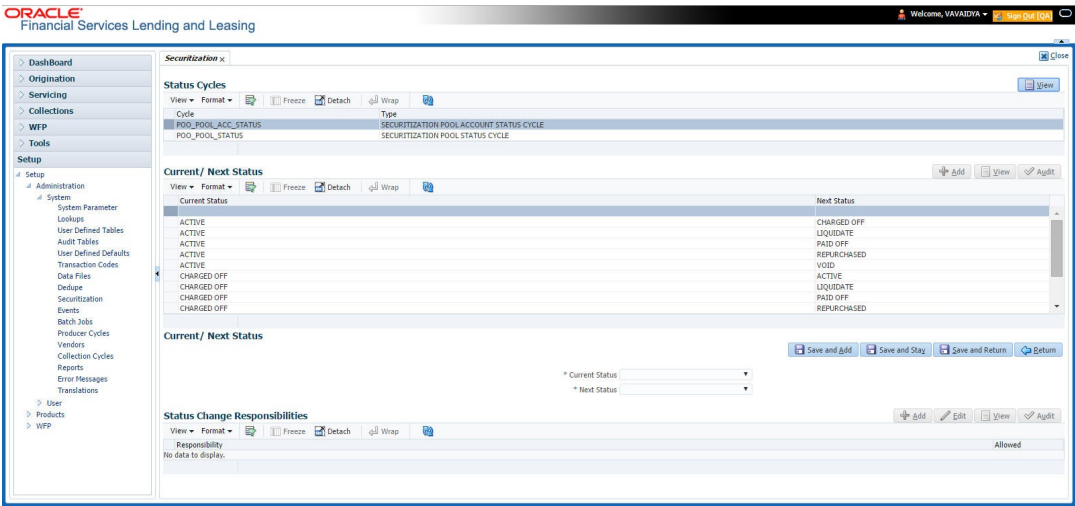 ORACLE
Financial Services Lending and Leasing
Welcome, VAVAIDYA
Sign Out [QA]
DashBoard
Origination
Servicing
Collections
WFP
Tools
Setup
Setup
Administration
System
System Parameter
Lookups
User Defined Tables
Audit Tables
User Defined Defaults
Transaction Codes
Data Files
Dedupe
Securitization
Events
Batch Jobs
Producer Cycles
Vendors
Collection Cycles
Reports
Error Messages
Translations
User
Products
WFP
Securitization x
Close
Status Cycles
View
View Format Freeze Detach Wrap
Cycle Type
POO_POOL_ACC_STATUS SECURITIZATION POOL ACCOUNT STATUS CYCLE
POO_POOL_STATUS SECURITIZATION POOL STATUS CYCLE
Current/ Next Status
Add View Audit
View Format Freeze Detach Wrap
Current Status Next Status
ACTIVE CHARGED OFF
ACTIVE LIQUIDATE
ACTIVE PAID OFF
ACTIVE REPURCHASED
ACTIVE VOID
CHARGED OFF ACTIVE
CHARGED OFF LIQUIDATE
CHARGED OFF PAID OFF
CHARGED OFF REPURCHASED
Current/ Next Status
Save and Add Save and Stay Save and Return Return
* Current Status
* Next Status
Status Change Responsibilities
Add Edit View Audit
View Format Freeze Detach Wrap
Responsibility Allowed
No data to display.